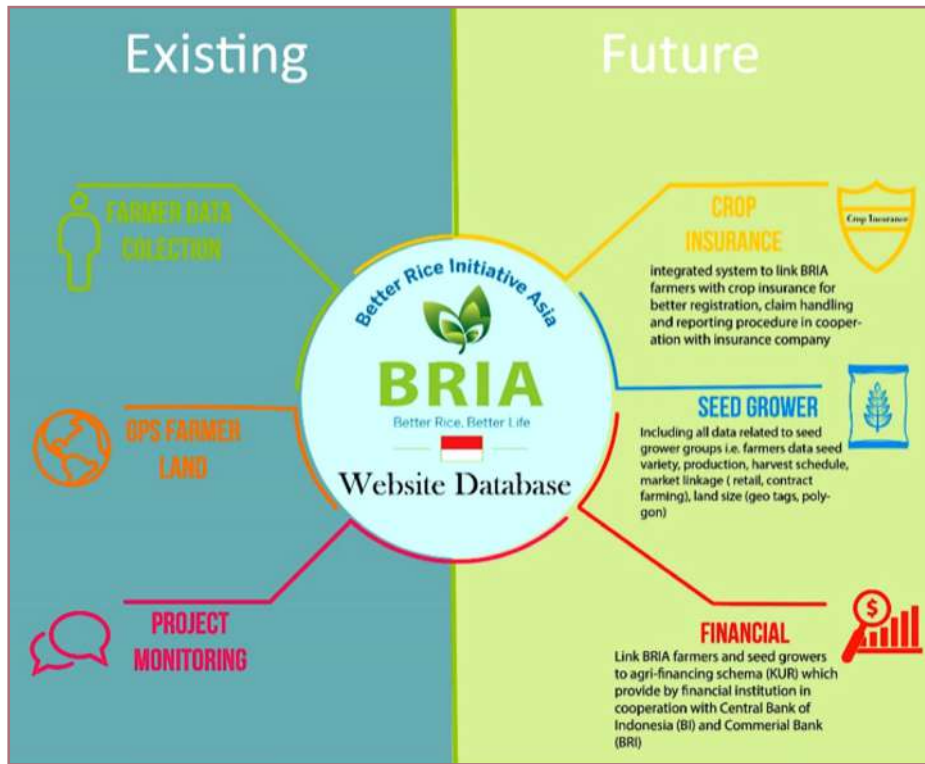 Existing
FARMER DATA
COLECTION
GPS FARMER
LAND
PROJECT
MONITORING
Better Rice Initiative Asia
BRIA
Better Rice, Better Life
Website Database
Future
CROP
INSURANCE
Crop Insurance
integrated system to link BRIA
farmers with crop insurance for
better registration, claim handling
and reporting procedure in cooper-
ation with insurance company
SEED GROWER
Including all data related to seed
grower groups i.e. farmers data seed
variety, production, harvest schedule,
market linkage ( retail, contract
farming), land size (geo tags, poly-
gon)
$
FINANCIAL
Link BRIA farmers and seed growers
to agri-financing schema (KUR) which
provide by financial institution in
cooperation with Central Bank of
Indonesia (BI) and Commerial Bank
(BRI)